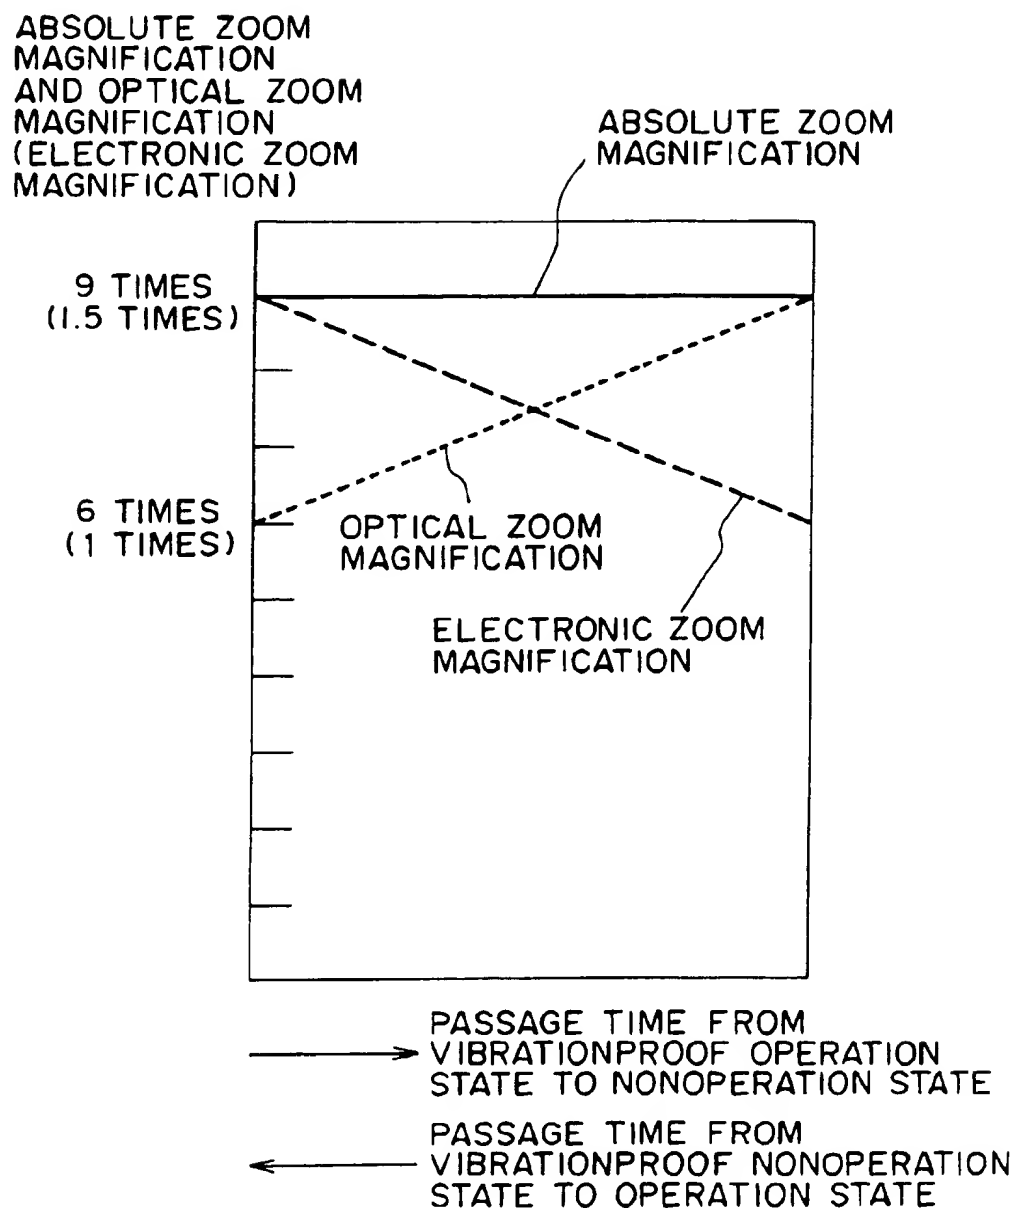 ABSOLUTE ZOOM
MAGNIFICATION
AND OPTICAL ZOOM
MAGNIFICATION
(ELECTRONIC ZOOM
MAGNIFICATION)
ABSOLUTE ZOOM
MAGNIFICATION
9 TIMES
(1.5 TIMES)
6 TIMES
(1 TIMES)
OPTICAL ZOOM
MAGNIFICATION
ELECTRONIC ZOOM
MAGNIFICATION
PASSAGE TIME FROM
VIBRATIONPROOF OPERATION
STATE TO NONOPERATION STATE
PASSAGE TIME FROM
VIBRATIONPROOF NONOPERATION
STATE TO OPERATION STATE